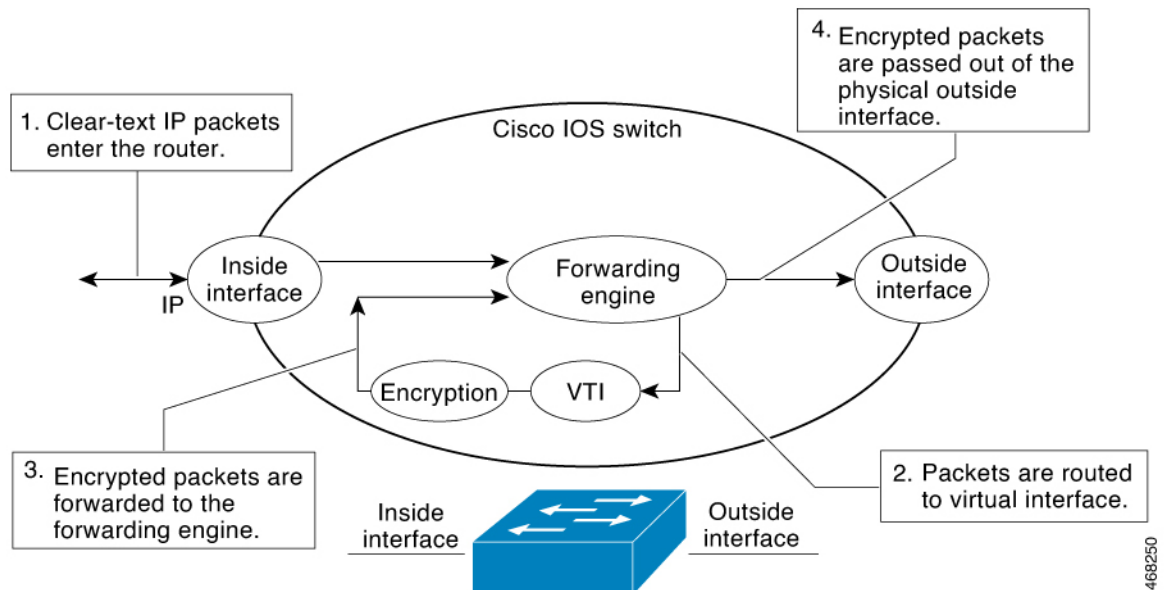 4. Encrypted packets
are passed out of the
physical outside
interface.
1. Clear-text IP packets
enter the router.
Cisco IOS switch
Inside
interface
IP
Forwarding
engine
Outside
interface
Encryption
VTI
3. Encrypted packets are
forwarded to the
forwarding engine.
2. Packets are routed
to virtual interface.
Inside
interface
Outside
interface
468250